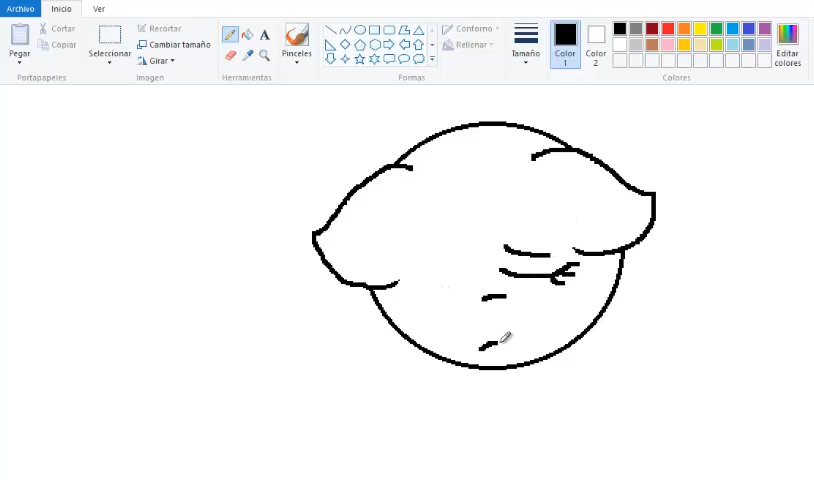 Archivo Inicio Ver
Pegar
Cortar
Copiar
Portapapeles
Seleccionar
Recortar
Cambiar tamaño
Girar
Imagen
A
Herramientas
Pinceles
Contorno
Rellenar
Formas
Tamaño
Color
1
Color
2
Editar
colores
Colores